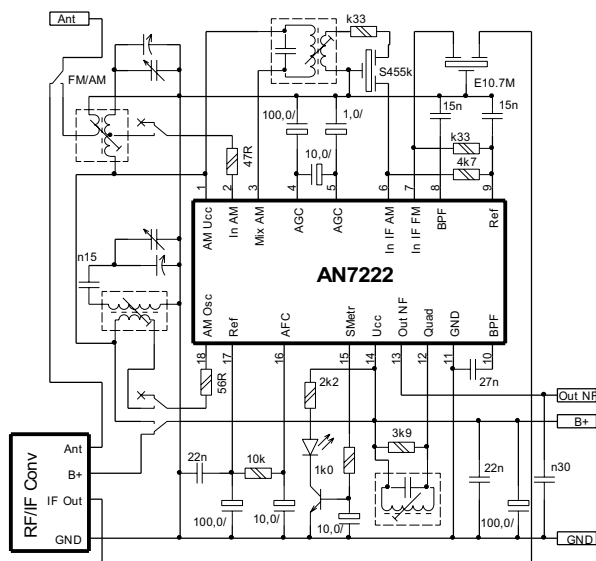 Ant
FM/AM
k33
S455k
E10.7M
15n
15n
100,0/
1,0/
10,0/
k33
4k7
47R
1
2
3
4
5
6
7
8
9
AM Ucc
In AM
Mix AM
AGC
AGC
In IF AM
In IF FM
BPF
Ref
n15
AN7222
AM Osc
Ref
AFC
SMetr
Ucc
Out NF
Quad
GND
BPF
18
17
16
15
14
13
12
11
10
56R
2k2
27n
Out NF
B+
3k9
RF/IF Conv
Ant
B+
IF Out
GND
22n
10k
1k0
22n
n30
100,0/
10,0/
10,0/
100,0/
GND